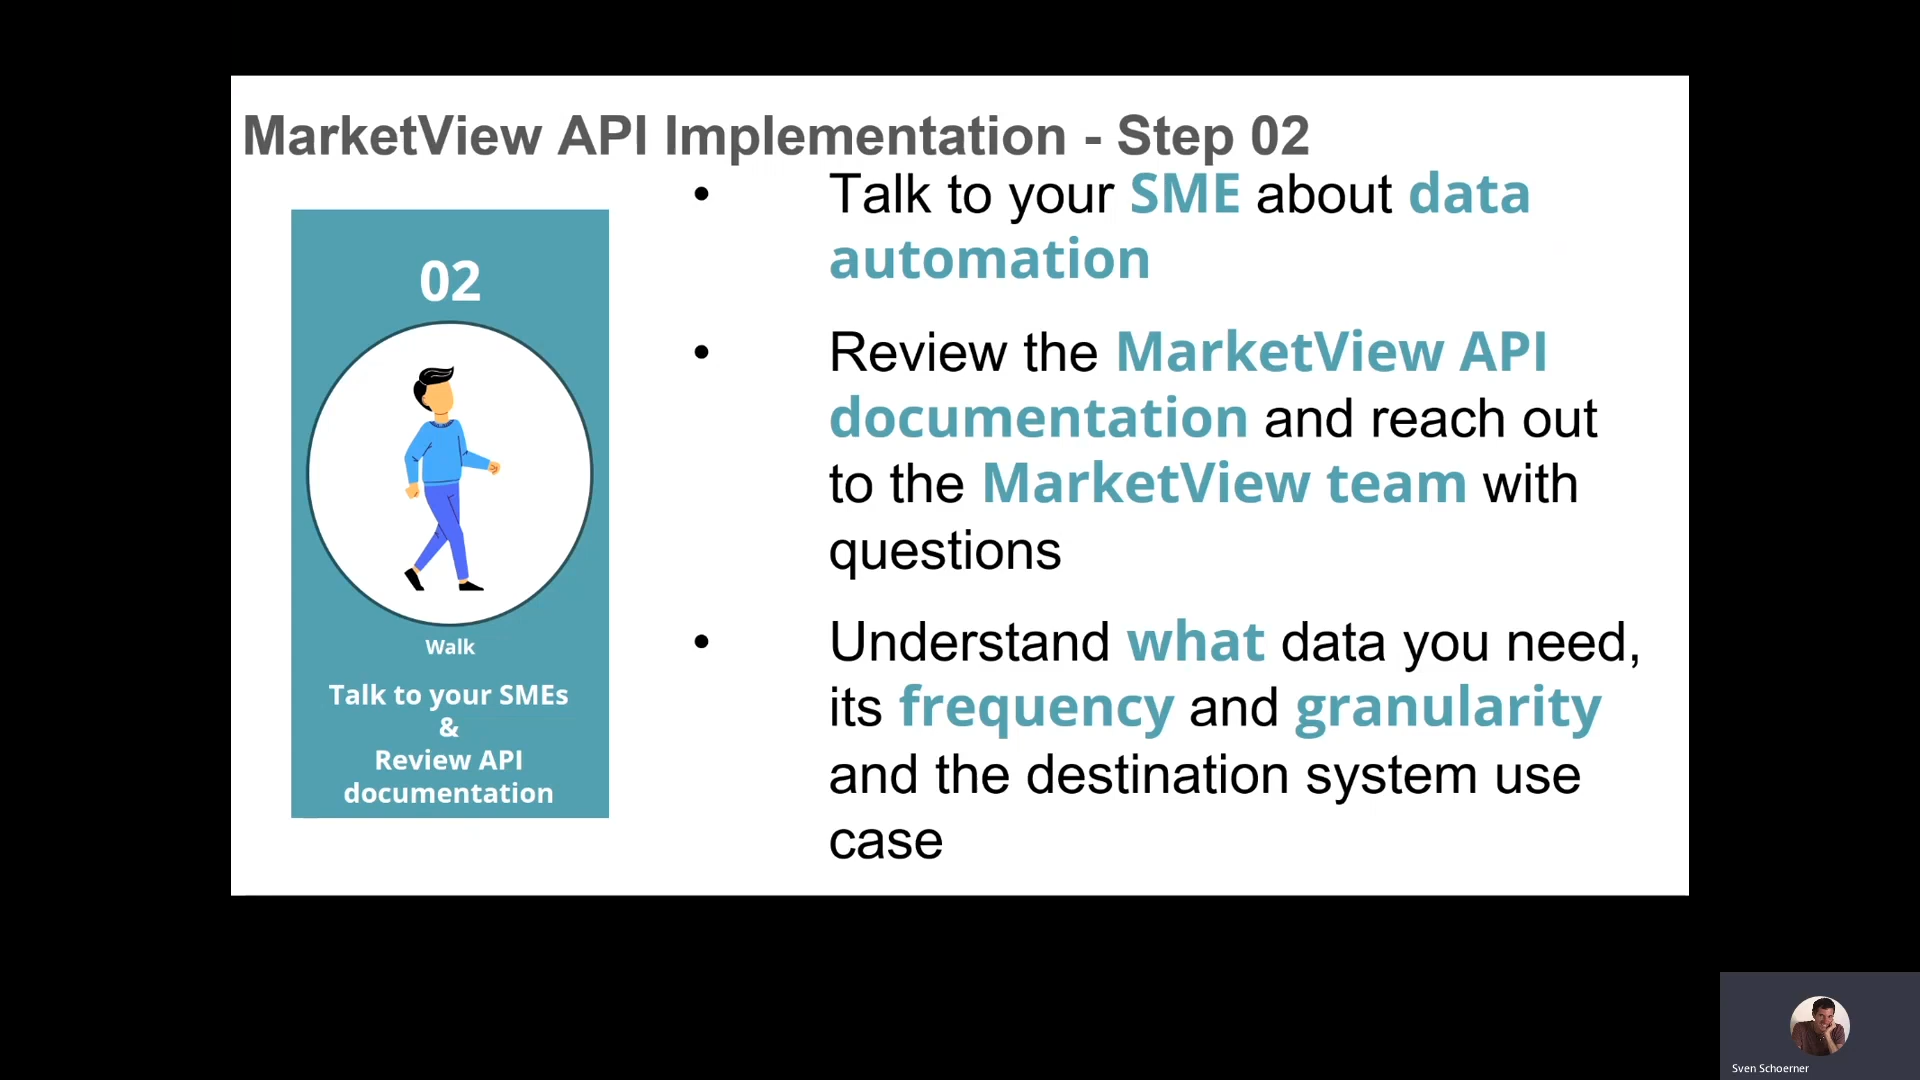 MarketView API Implementation - Step 02
02
Walk
Talk to your SMEs
&
Review API
documentation
• Talk to your SME about data
automation
• Review the MarketView API
documentation and reach out
to the MarketView team with
questions
• Understand what data you need,
its frequency and granularity
and the destination system use
case
Sven Schoerner